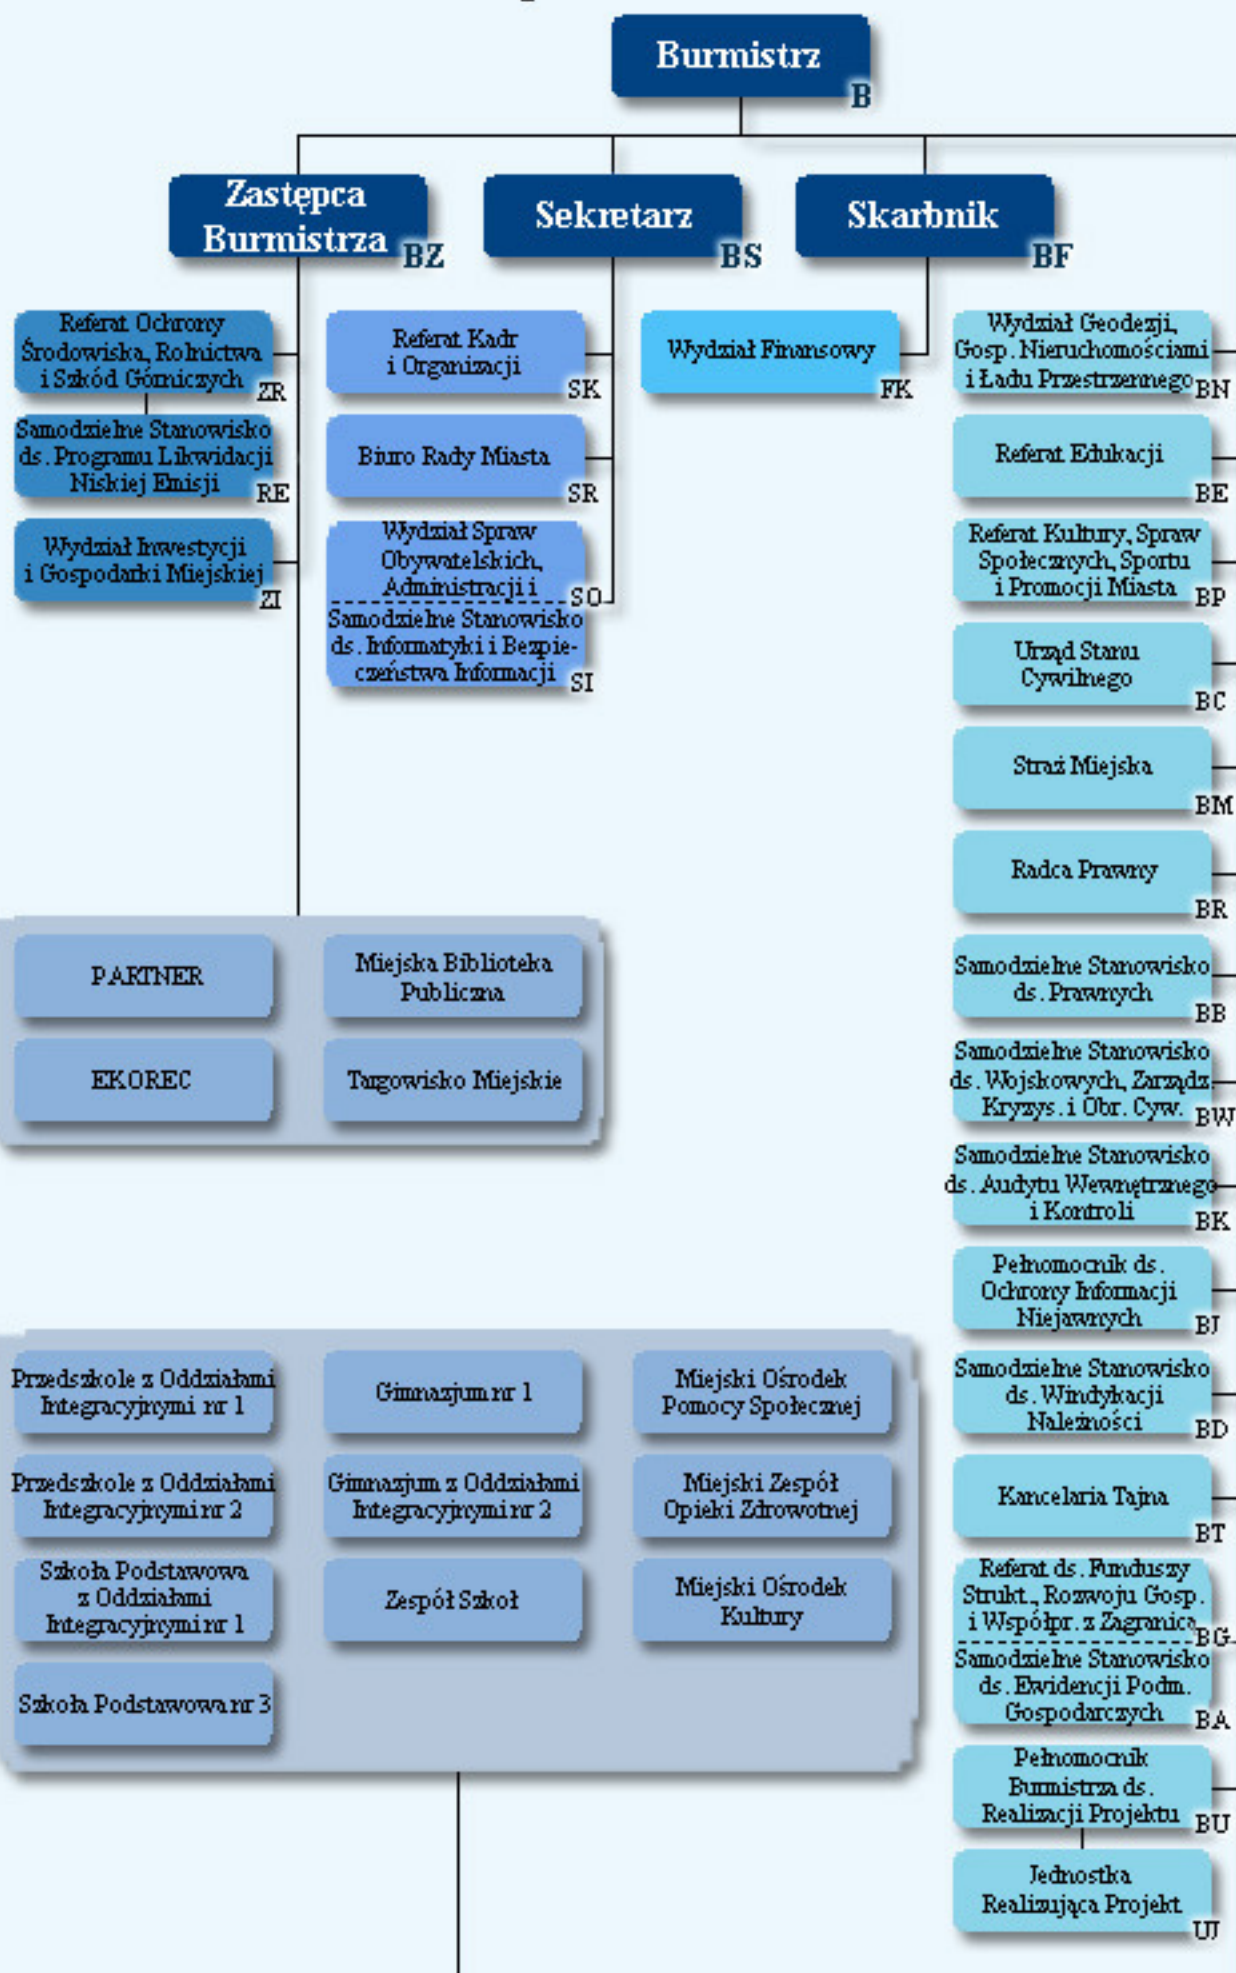 Burmistrz
B
Zastępca
Burmistrza
BZ
Sekretarz
BS
Skarbnik
BF
Referat Ochrony
Środowiska, Rolnictwa
i Szkód Górniczych
ZR
Samodzielne Stanowisko
ds. Programu Likwidacji
Niskiej Emisji
RE
Wydział Inwestycji
i Gospodarki Miejskiej
ZI
Referat Kadr
i Organizacji
SK
Biuro Rady Miasta
SR
Wydział Spraw
Obywatelskich,
Administracji i
SO
Samodzielne Stanowisko
ds. Informatyki i Bezpie-
czeństwa Informacji
SI
Wydział Finansowy
FK
Wydział Geodezji,
Gosp. Nieruchomościami
i Ładu Przestrzennego
BN
Referat Edukacji
BE
Referat Kultury, Spraw
Społecznych, Sportu
i Promocji Miasta
BP
Urząd Stanu
Cywilnego
BC
Straż Miejska
BM
Radca Prawny
BR
Samodzielne Stanowisko
ds. Prawnych
BB
Samodzielne Stanowisko
ds. Wojskowych, Zarządz.
Kryzys. i Obr. Cyw.
BW
Samodzielne Stanowisko
ds. Audytu Wewnętrznego
i Kontroli
BK
Pełnomocnik ds.
Ochrony Informacji
Niejawnych
BJ
Samodzielne Stanowisko
ds. Windykacji
Należności
BD
Kancelaria Tajna
BT
Referat ds. Funduszy
Strukt., Rozwoju Gosp.
i Współpr. z Zagranicą
BG
Samodzielne Stanowisko
ds. Ewidencji Podm.
Gospodarczych
BA
Pełnomocnik
Burmistrza ds.
Realizacji Projektu
BU
Jednostka
Realizująca Projekt
UJ
PARTNER
Miejska Biblioteka
Publiczna
EKOREC
Targowisko Miejskie
Przedszkole z Oddziałami
Integracyjnymi nr 1
Gimnazjum nr 1
Miejski Ośrodek
Pomocy Społecznej
Przedszkole z Oddziałami
Integracyjnymi nr 2
Gimnazjum z Oddziałami
Integracyjnymi nr 2
Miejski Zespół
Opieki Zdrowotnej
Szkoła Podstawowa
z Oddziałami
Integracyjnymi nr 1
Zespół Szkoł
Miejski Ośrodek
Kultury
Szkoła Podstawowa nr 3